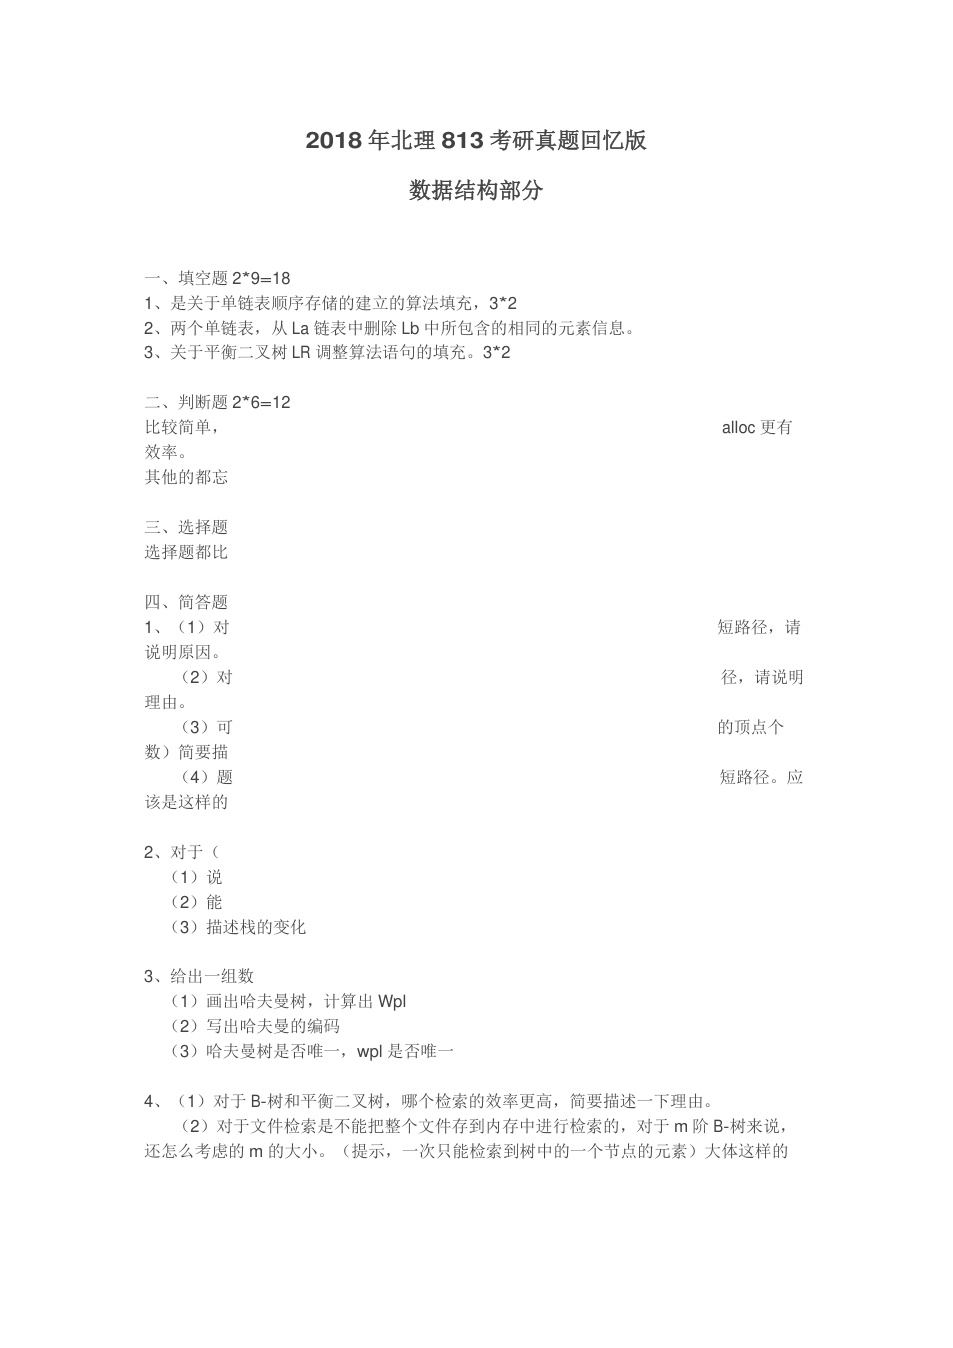 2018 年北理 813 考研真题回忆版
数据结构部分
一、填空题 2*9=18
1、是关于单链表顺序存储的建立的算法填充，3*2
2、两个单链表，从 La 链表中删除 Lb 中所包含的相同的元素信息。
3、关于平衡二叉树 LR 调整算法语句的填充。3*2
二、判断题 2*6=12
比较简单， alloc 更有
效率。
其他的都忘
三、选择题
选择题都比
四、简答题
1、（1）对 短路径，请
说明原因。
（2）对 径，请说明
理由。
（3）可 的顶点个
数）简要描
（4）题 短路径。应
该是这样的
2、对于（
（1）说
（2）能
（3）描述栈的变化
3、给出一组数
（1）画出哈夫曼树，计算出 Wpl
（2）写出哈夫曼的编码
（3）哈夫曼树是否唯一，wpl 是否唯一
4、（1）对于 B-树和平衡二叉树，哪个检索的效率更高，简要描述一下理由。
（2）对于文件检索是不能把整个文件存到内存中进行检索的，对于 m 阶 B-树来说，
还怎么考虑的 m 的大小。（提示，一次只能检索到树中的一个节点的元素）大体这样的